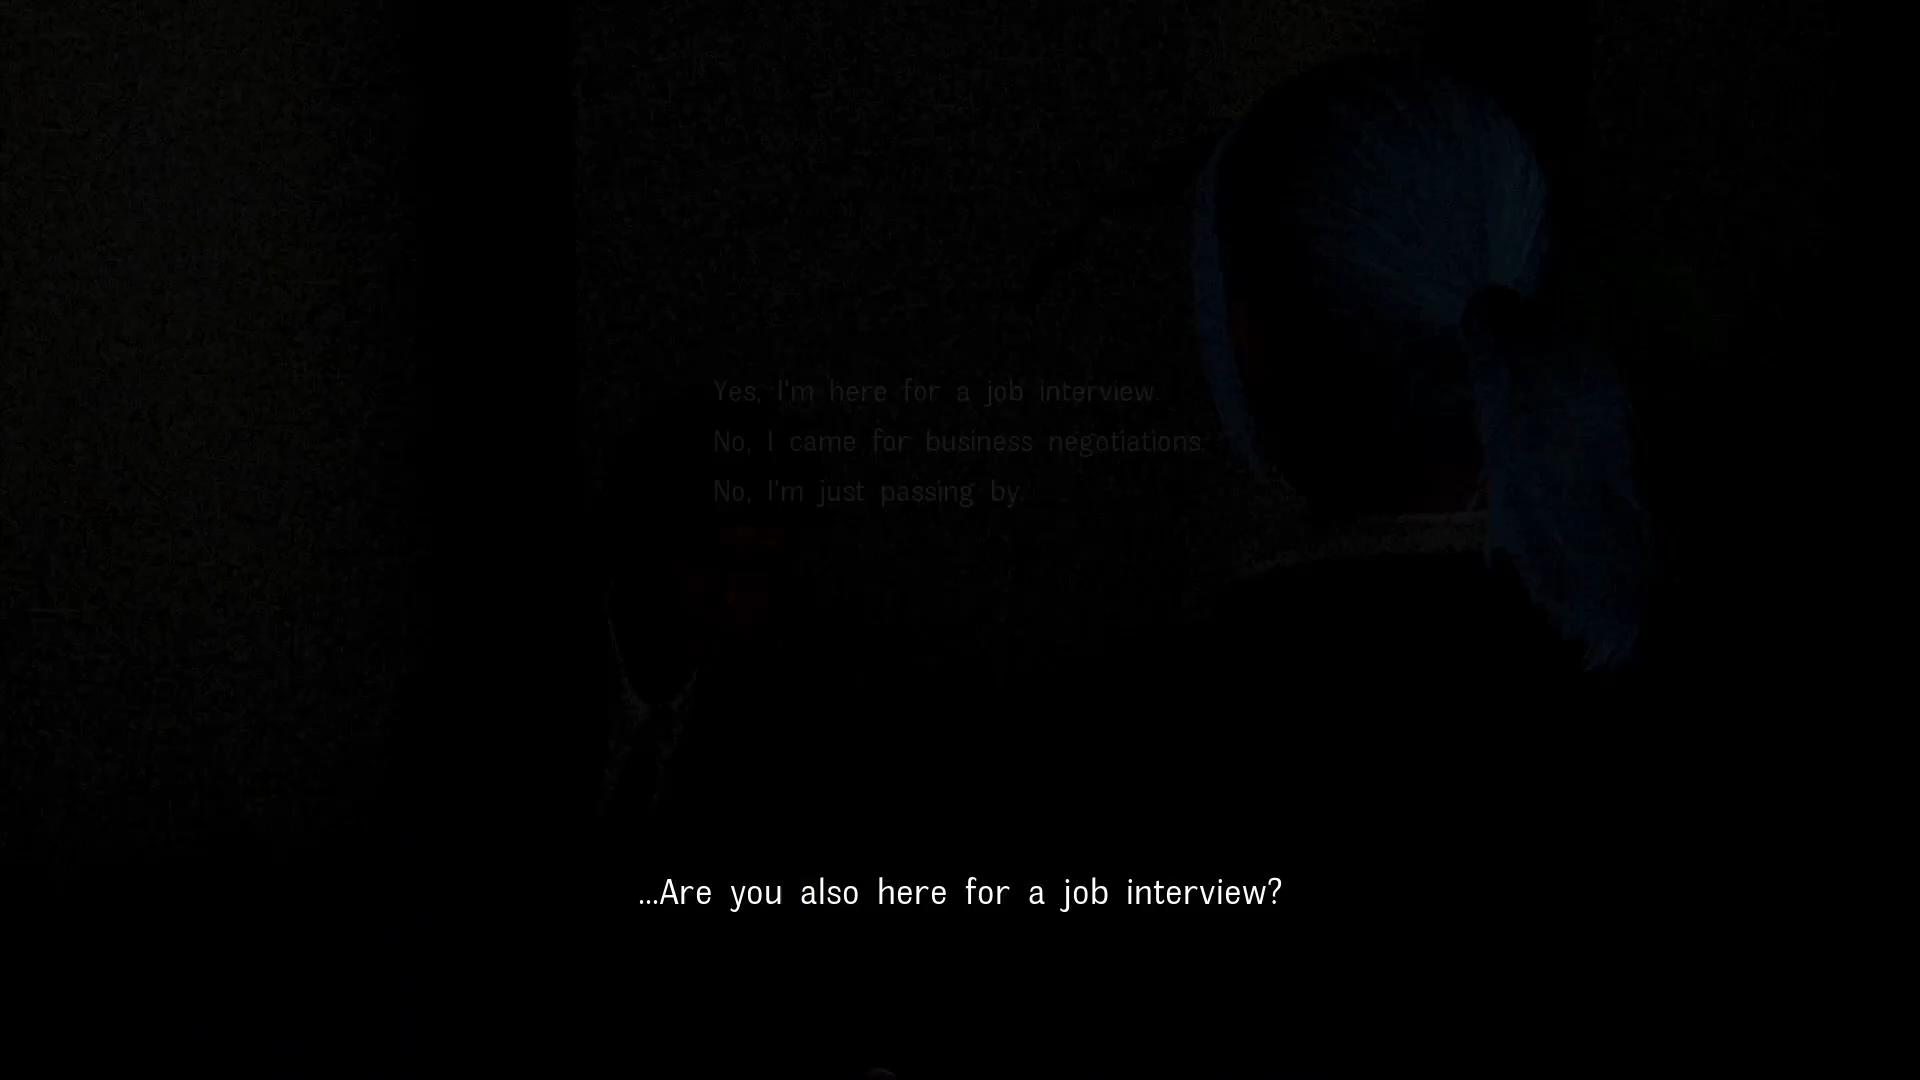 Yes, I'm here for a job interview.
No, I came for business negotiations.
No, I'm just passing by.
...Are you also here for a job interview?